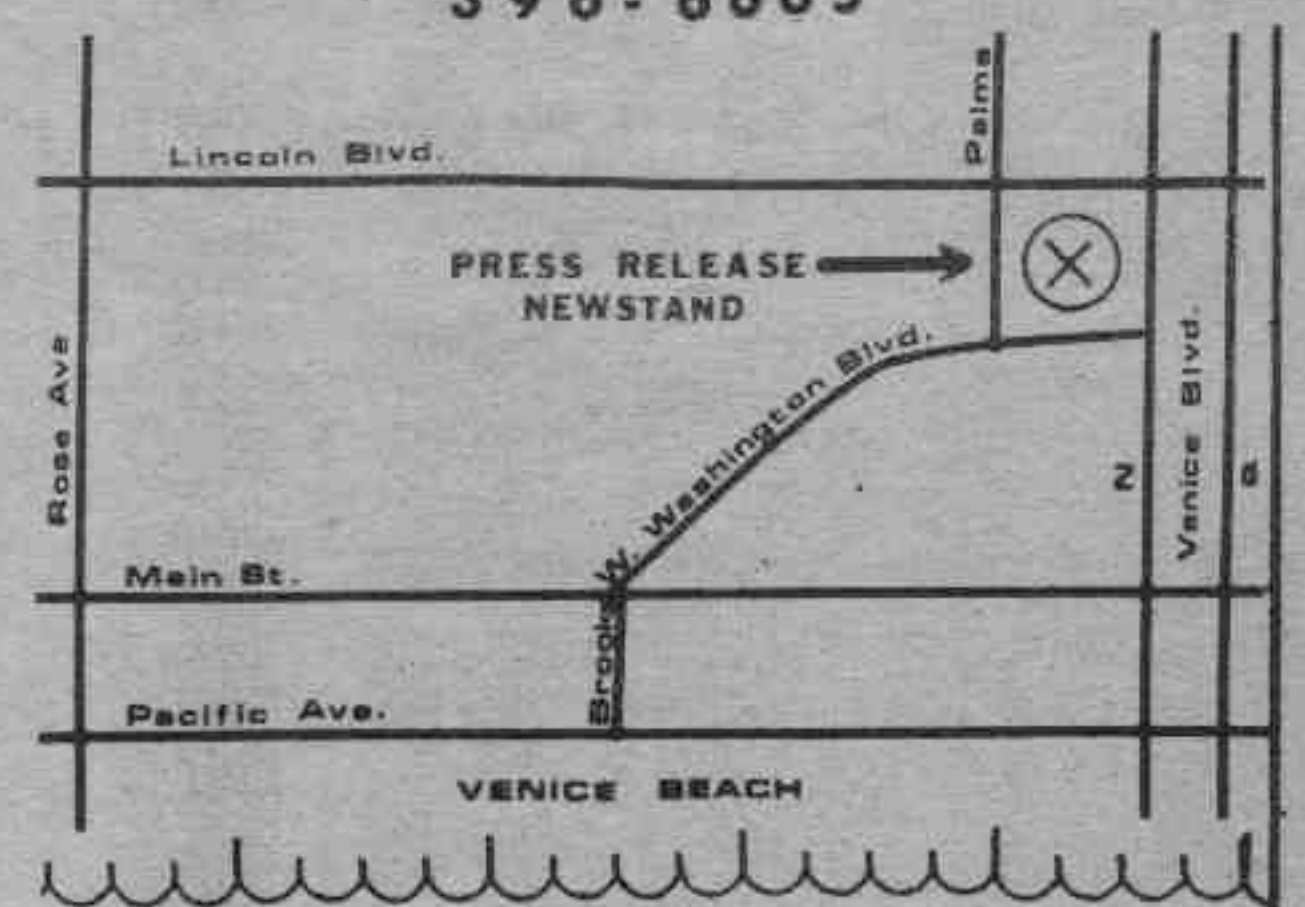 Palms
Lincoln Blvd.
PRESS RELEASE
NEWSTAND
W. Washington Blvd.
Rose Ave
Venice Blvd.
N
S
Main St.
Brooks
Pacific Ave.
VENICE BEACH